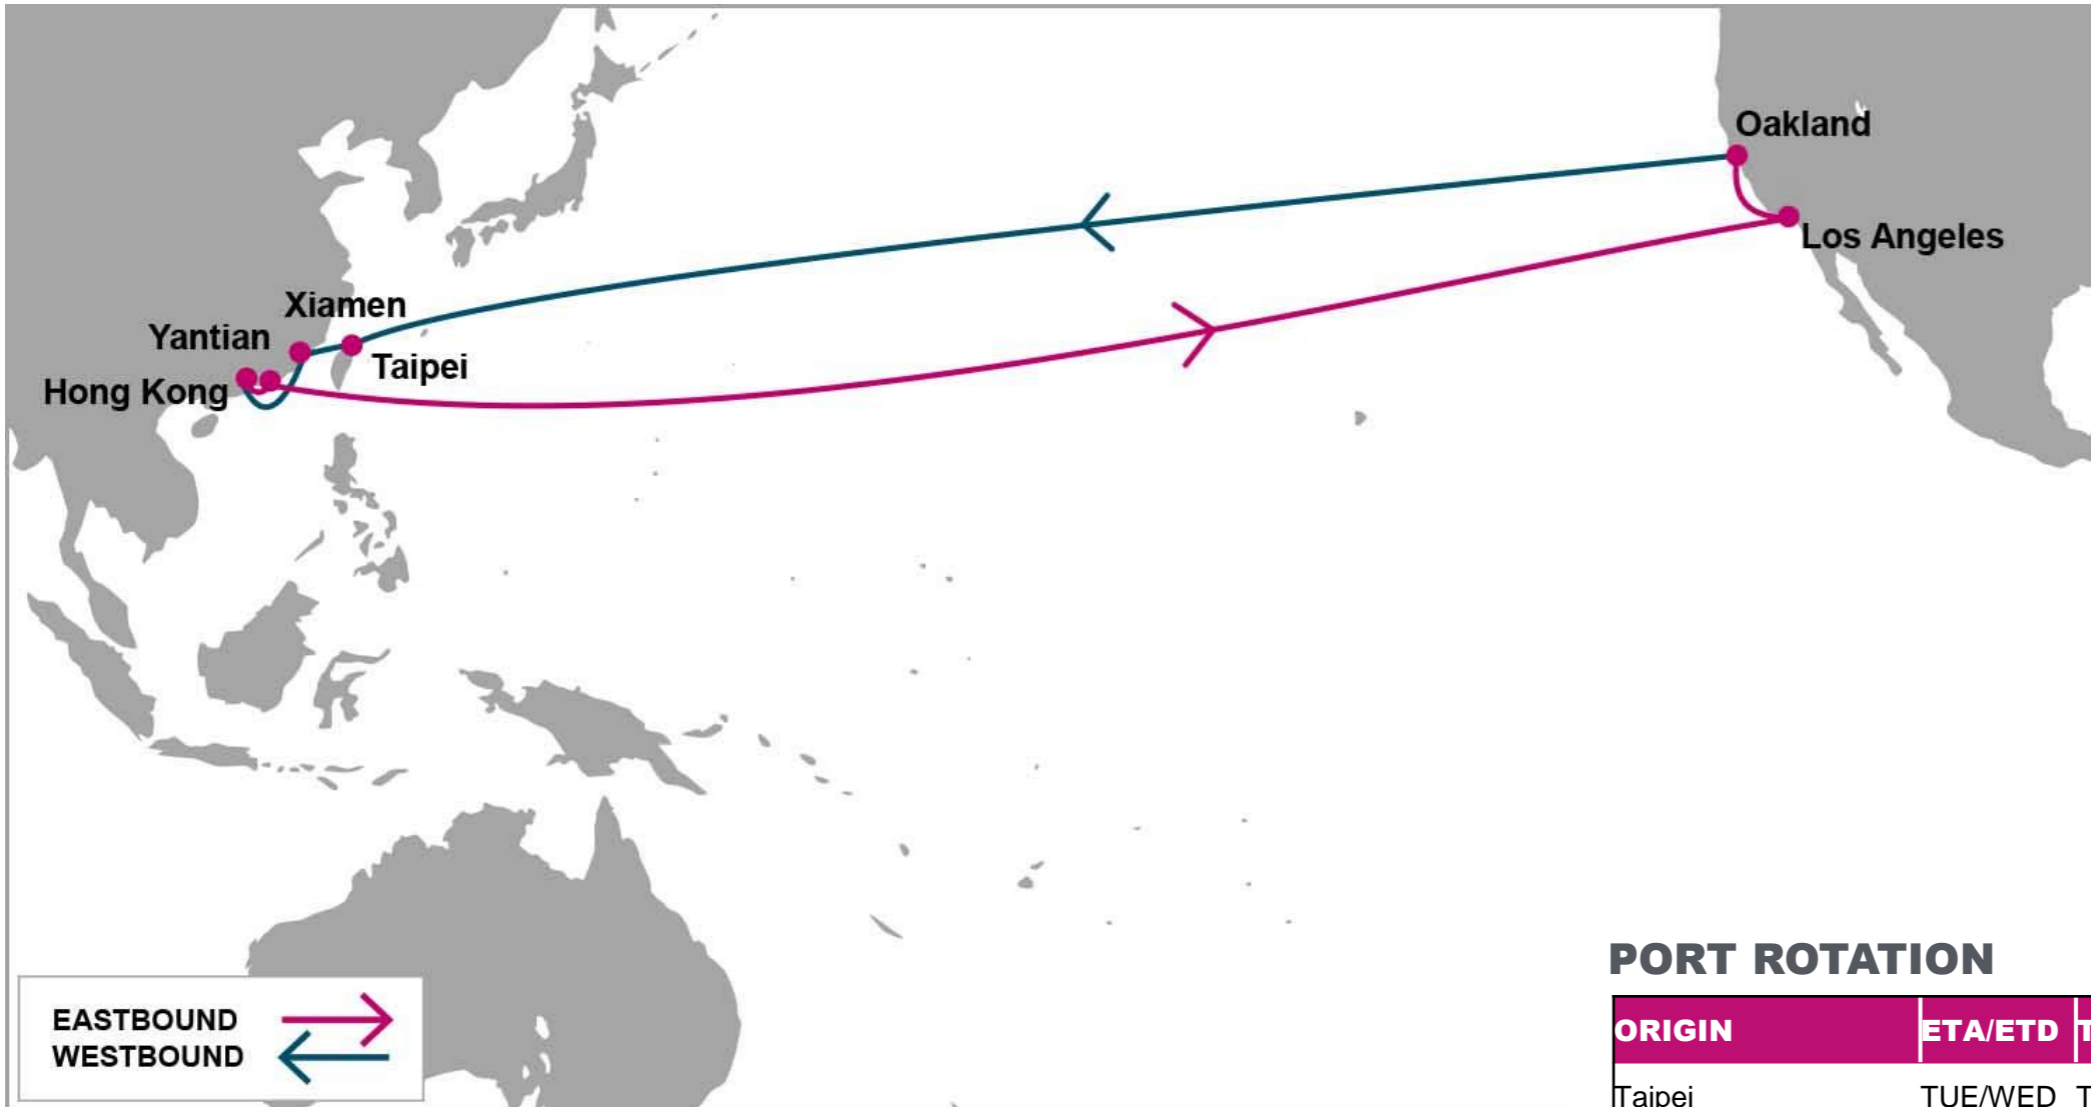 Oakland
Los Angeles
Xiamen
Yantian
Taipei
Hong Kong
PORT ROTATION
EASTBOUND
WESTBOUND
ORIGIN ETA/ETD T
Taipei TUE/WED T